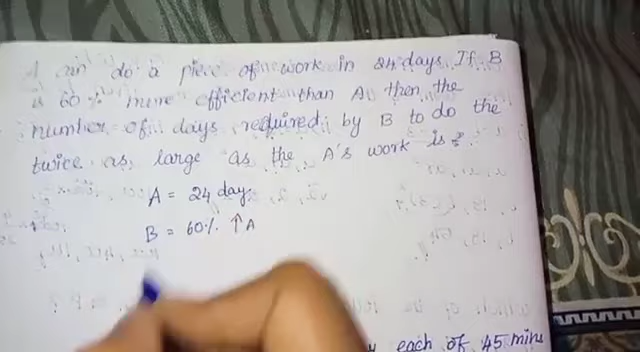 A can do a piece of work in 24 days. If B
is 60% more efficient than A, then the
number of days required by B to do the
twice as large as the A's work is?
A = 24 day
B = 60% ↑ A
each of 45 mins